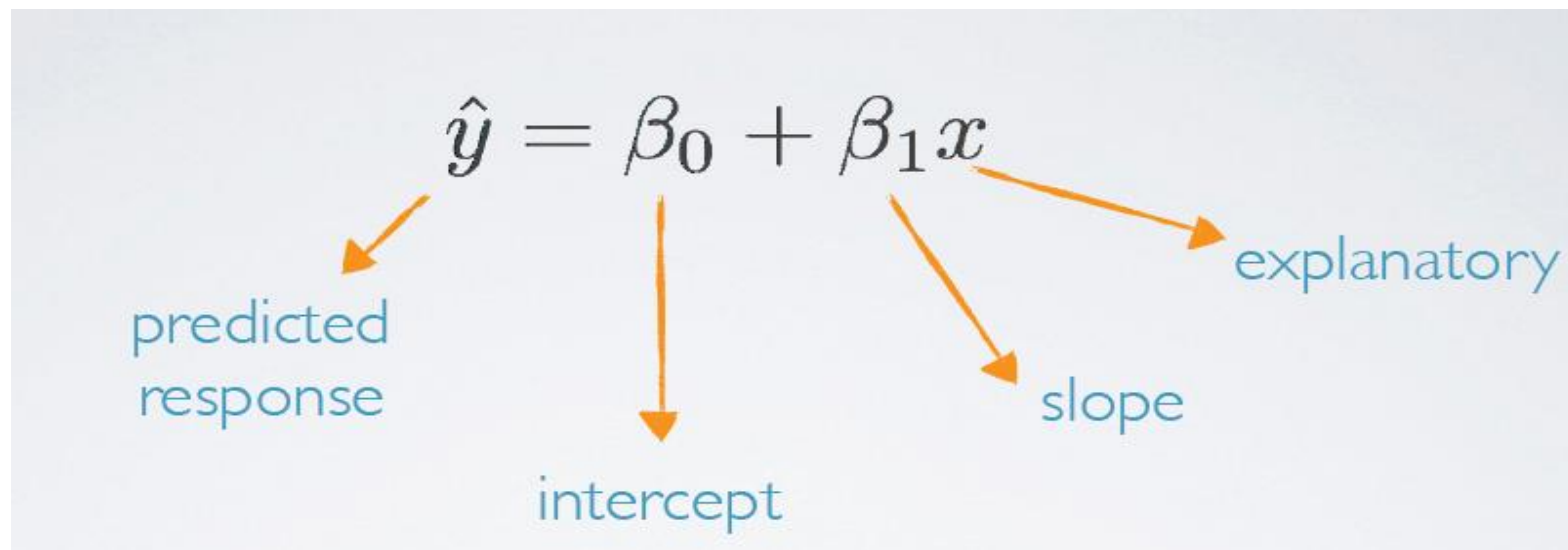 ŷ = β₀ + β₁x
explanatory
predicted
response
slope
intercept